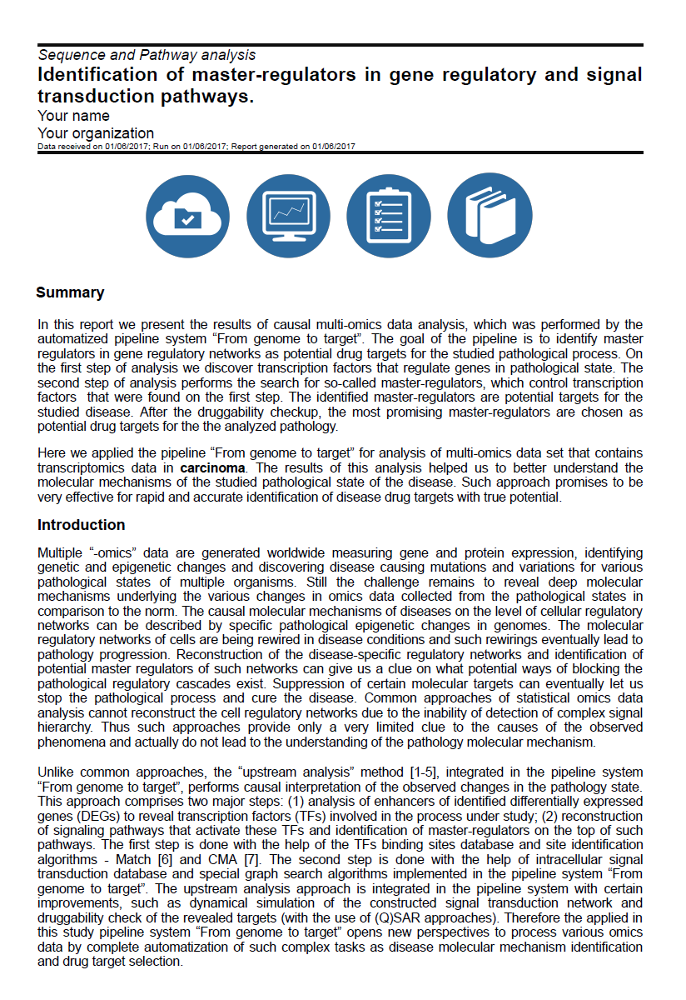 Sequence and Pathway analysis
Identification of master-regulators in gene regulatory and signal
transduction pathways.
Your name
Your organization
Data received on 01/06/2017; Run on 01/06/2017; Report generated on 01/06/2017
Summary
In this report we present the results of causal multi-omics data analysis, which was performed by the
automatized pipeline system “From genome to target”. The goal of the pipeline is to identify master
regulators in gene regulatory networks as potential drug targets for the studied pathological process. On
the first step of analysis we discover transcription factors that regulate genes in pathological state. The
second step of analysis performs the search for so-called master-regulators, which control transcription
factors  that were found on the first step. The identified master-regulators are potential targets for the
studied disease. After the druggability checkup, the most promising master-regulators are chosen as
potential drug targets for the the analyzed pathology.
Here we applied the pipeline “From genome to target” for analysis of multi-omics data set that contains
transcriptomics data in carcinoma. The results of this analysis helped us to better understand the
molecular mechanisms of the studied pathological state of the disease. Such approach promises to be
very effective for rapid and accurate identification of disease drug targets with true potential.
Introduction
Multiple “-omics” data are generated worldwide measuring gene and protein expression, identifying
genetic and epigenetic changes and discovering disease causing mutations and variations for various
pathological states of multiple organisms. Still the challenge remains to reveal deep molecular
mechanisms underlying the various changes in omics data collected from the pathological states in
comparison to the norm. The causal molecular mechanisms of diseases on the level of cellular regulatory
networks can be described by specific pathological epigenetic changes in genomes. The molecular
regulatory networks of cells are being rewired in disease conditions and such rewirings eventually lead to
pathology progression. Reconstruction of the disease-specific regulatory networks and identification of
potential master regulators of such networks can give us a clue on what potential ways of blocking the
pathological regulatory cascades exist. Suppression of certain molecular targets can eventually let us
stop the pathological process and cure the disease. Common approaches of statistical omics data
analysis cannot reconstruct the cell regulatory networks due to the inability of detection of complex signal
hierarchy. Thus such approaches provide only a very limited clue to the causes of the observed
phenomena and actually do not lead to the understanding of the pathology molecular mechanism.
Unlike common approaches, the “upstream analysis” method [1-5], integrated in the pipeline system
“From genome to target”, performs causal interpretation of the observed changes in the pathology state.
This approach comprises two major steps: (1) analysis of enhancers of identified differentially expressed
genes (DEGs) to reveal transcription factors (TFs) involved in the process under study; (2) reconstruction
of signaling pathways that activate these TFs and identification of master-regulators on the top of such
pathways. The first step is done with the help of the TFs binding sites database and site identification
algorithms - Match [6] and CMA [7]. The second step is done with the help of intracellular signal
transduction database and special graph search algorithms implemented in the pipeline system “From
genome to target”. The upstream analysis approach is integrated in the pipeline system with certain
improvements, such as dynamical simulation of the constructed signal transduction network and
druggability check of the revealed targets (with the use of (Q)SAR approaches). Therefore the applied in
this study pipeline system “From genome to target” opens new perspectives to process various omics
data by complete automatization of such complex tasks as disease molecular mechanism identification
and drug target selection.